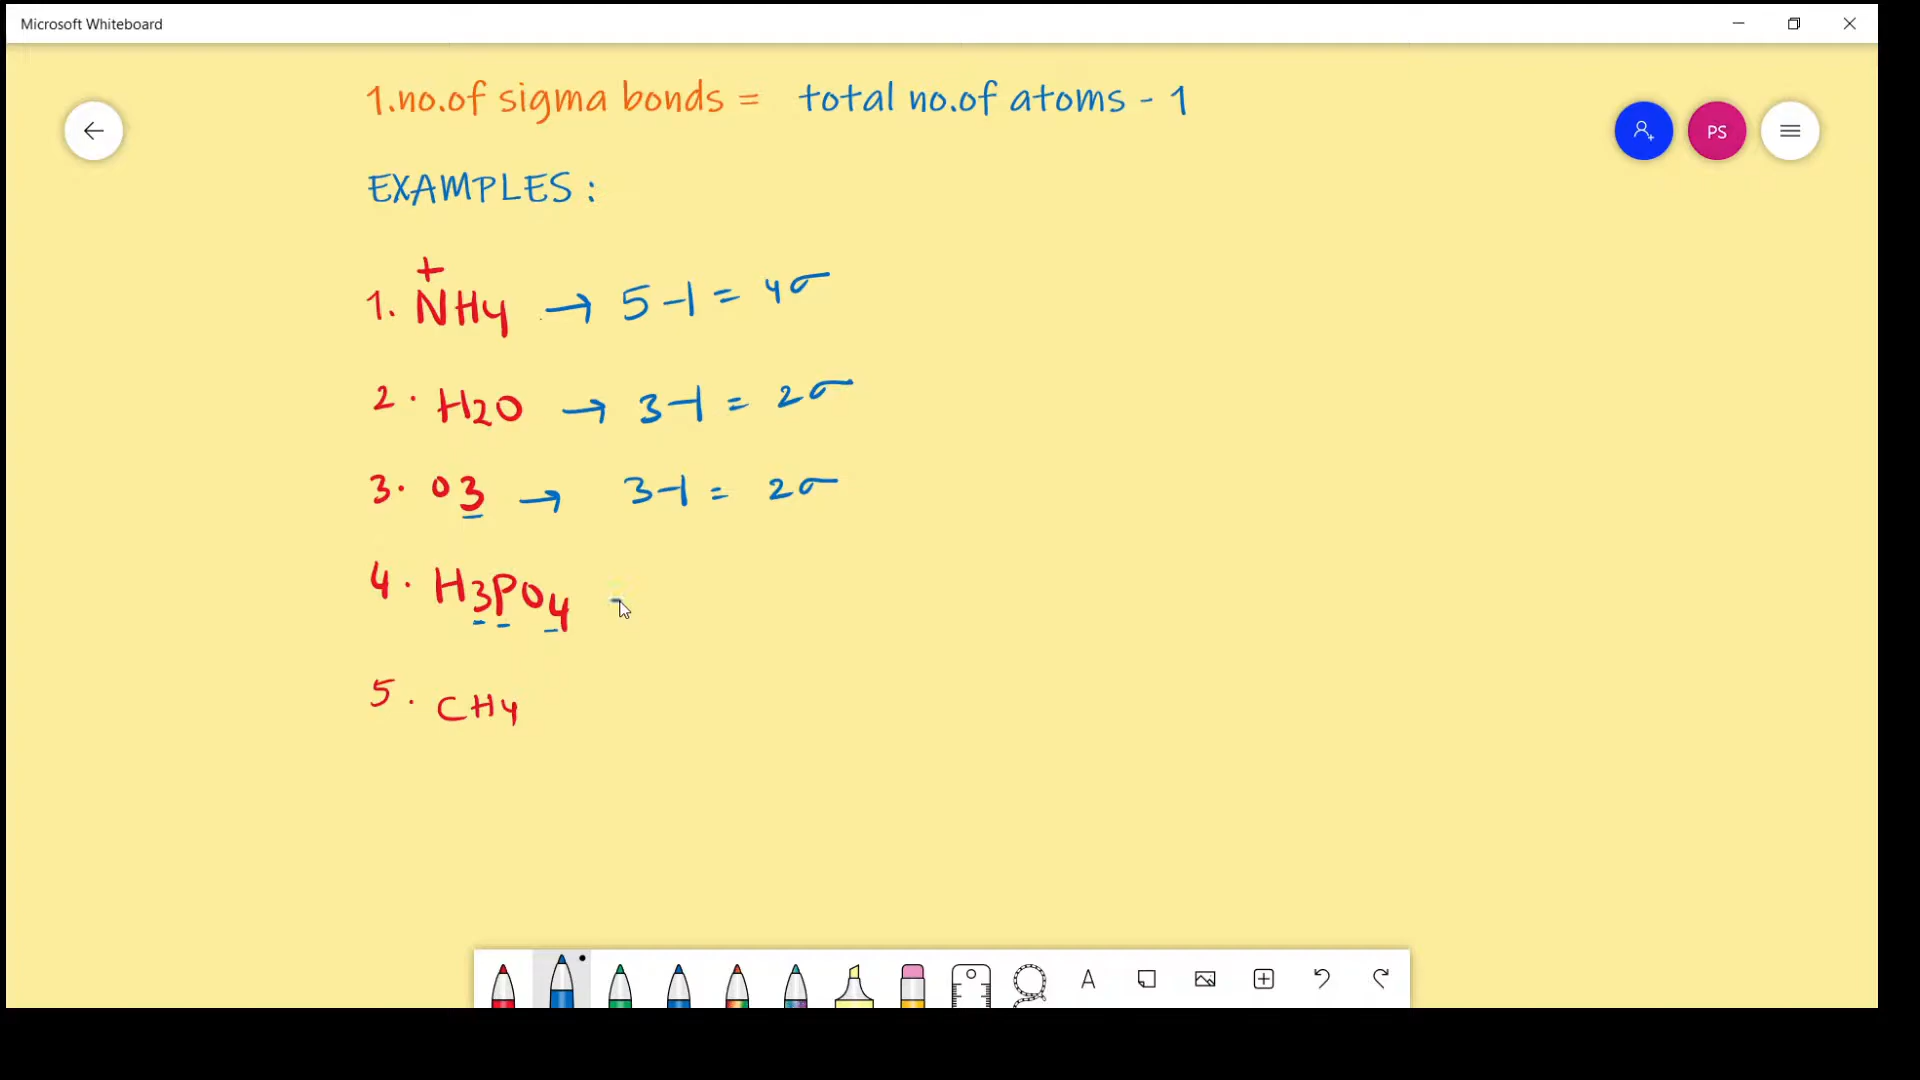 Microsoft Whiteboard
1.no.of sigma bonds = total no.of atoms - 1
PS
EXAMPLES :
+
1. NH4 → 5-1 = 4σ
2. H2O → 3-1 = 2σ
3. O3 → 3-1 = 2σ
4. H3PO4 -
5. CH4
A